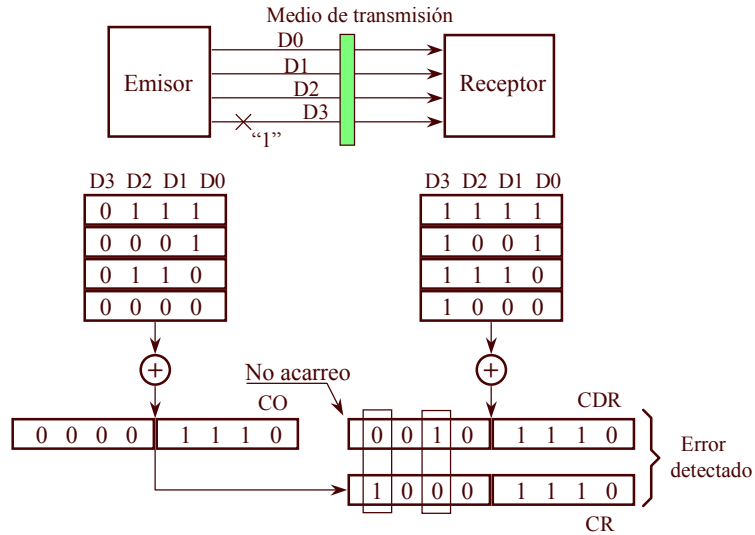 Medio de transmisión
D0
D1
Emisor
D2
Receptor
D3
“1”
D3 D2 D1 D0
0 1 1 1
0 0 0 1
0 1 1 0
0 0 0 0
D3 D2 D1 D0
1 1 1 1
1 0 0 1
1 1 1 0
1 0 0 0
+
+
No acarreo
CO
CDR
0 0 0 0 1 1 1 0
0 0 1 0 1 1 1 0
Error
detectado
1 0 0 0 1 1 1 0
CR